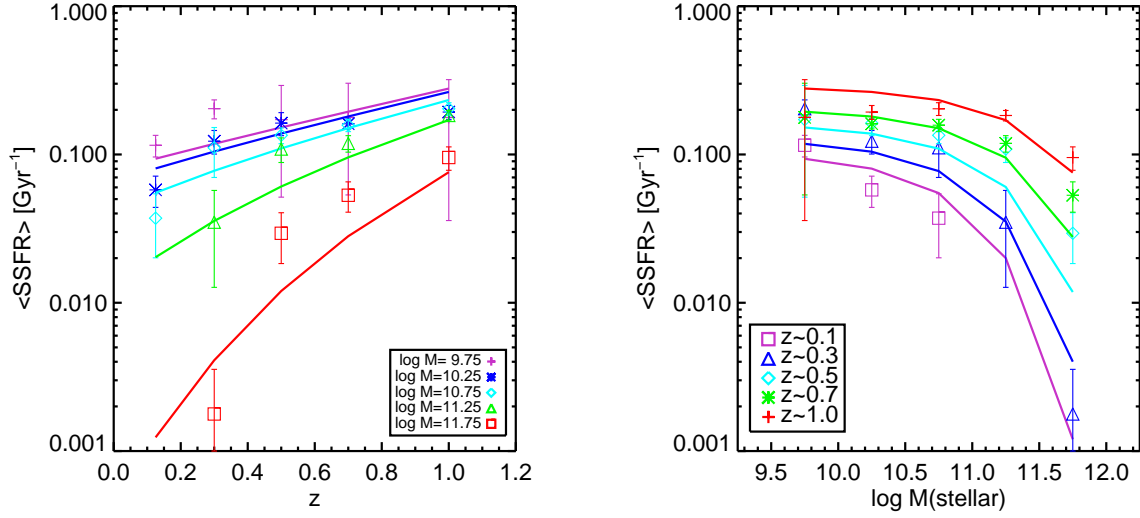 1.000
0.100
0.010
0.001
<SSFR> [Gyr⁻¹]
0.0 0.2 0.4 0.6 0.8 1.0 1.2
z
log M= 9.75
log M=10.25
log M=10.75
log M=11.25
log M=11.75
1.000
0.100
0.010
0.001
<SSFR> [Gyr⁻¹]
9.5 10.0 10.5 11.0 11.5 12.0
log M(stellar)
z~0.1
z~0.3
z~0.5
z~0.7
z~1.0